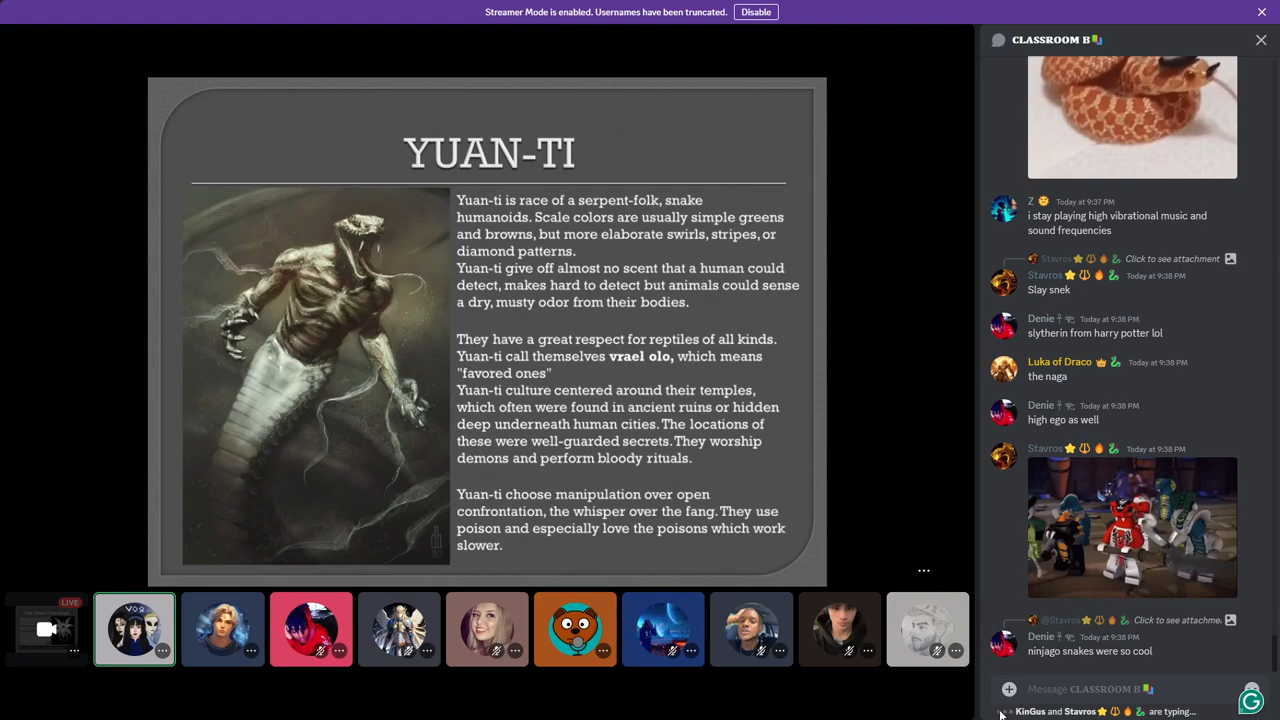 Streamer Mode is enabled. Usernames have been truncated. Disable
CLASSROOM B
YUAN-TI
Yuan-ti is race of a serpent-folk, snake
humanoids. Scale colors are usually simple greens
and browns, but more elaborate swirls, stripes, or
diamond patterns.
Yuan-ti give off almost no scent that a human could
detect, makes hard to detect but animals could sense
a dry, musty odor from their bodies.
They have a great respect for reptiles of all kinds.
Yuan-ti call themselves vrael olo, which means
"favored ones"
Yuan-ti culture centered around their temples,
which often were found in ancient ruins or hidden
deep underneath human cities. The locations of
these were well-guarded secrets. They worship
demons and perform bloody rituals.
Yuan-ti choose manipulation over open
confrontation, the whisper over the fang. They use
poison and especially love the poisons which work
slower.
LIVE
Z Today at 9:37 PM
i stay playing high vibrational music and
sound frequencies
Stavros Click to see attachment
Stavros Today at 9:38 PM
Slay snek
Denie Today at 9:38 PM
slytherin from harry potter lol
Luka of Draco Today at 9:38 PM
the naga
Denie Today at 9:38 PM
high ego as well
Stavros Today at 9:38 PM
@Stavros Click to see attachme
Denie Today at 9:38 PM
ninjago snakes were so cool
Message CLASSROOM B
KinGus and Stavros are typing...